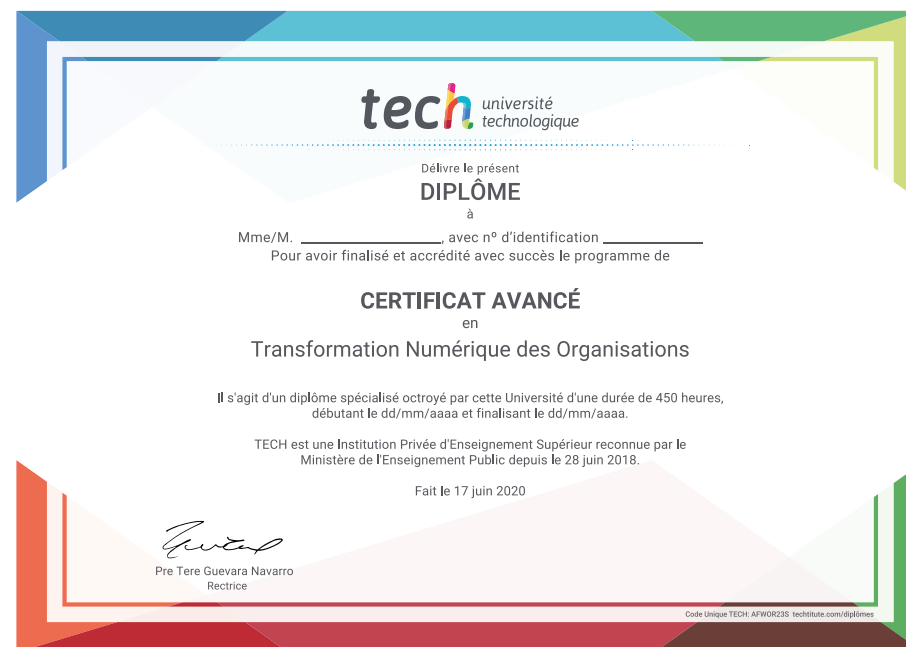 tech université
technologique
Délivre le présent
DIPLÔME
à
Mme/M. ____________________, avec nº d'identification ______________
Pour avoir finalisé et accrédité avec succès le programme de
CERTIFICAT AVANCÉ
en
Transformation Numérique des Organisations
Il s'agit d'un diplôme spécialisé octroyé par cette Université d'une durée de 450 heures,
débutant le dd/mm/aaaa et finalisant le dd/mm/aaaa.
TECH est une Institution Privée d'Enseignement Supérieur reconnue par le
Ministère de l'Enseignement Public depuis le 28 juin 2018.
Fait le 17 juin 2020
Pre Tere Guevara Navarro
Rectrice
Code Unique TECH: AFWOR23S techtitute.com/diplômes